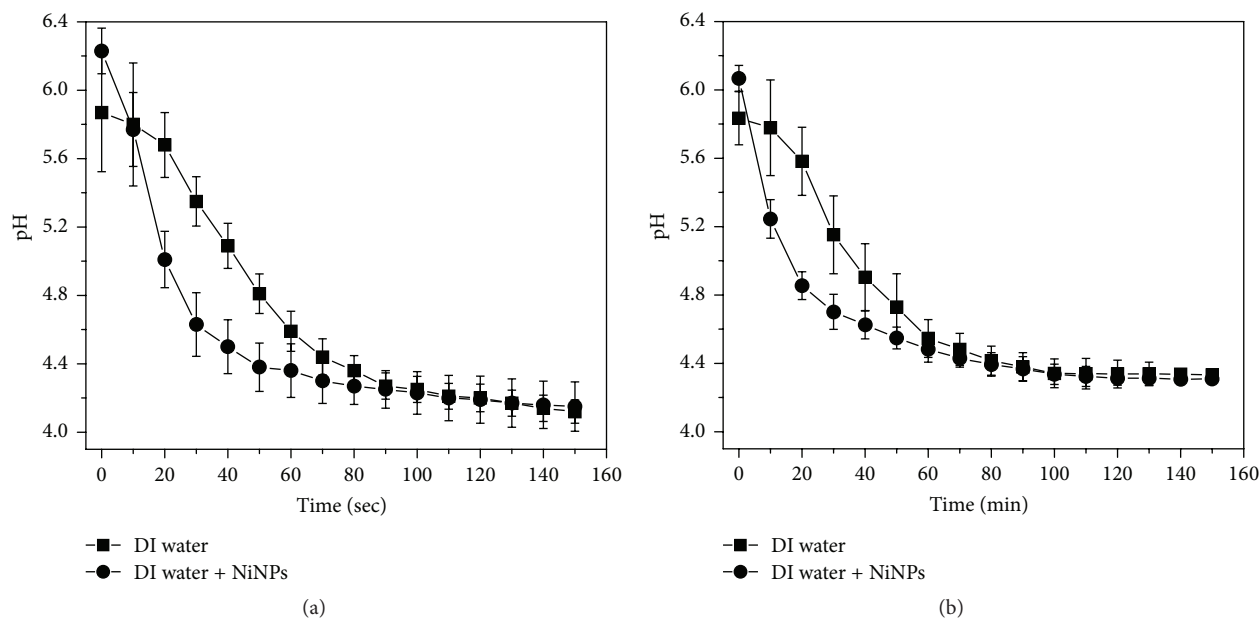 6.4
6.0
5.6
5.2
4.8
4.4
4.0
pH
0 20 40 60 80 100 120 140 160
Time (sec)
DI water
DI water + NiNPs
(a)
6.4
6.0
5.6
5.2
4.8
4.4
4.0
pH
0 20 40 60 80 100 120 140 160
Time (min)
DI water
DI water + NiNPs
(b)